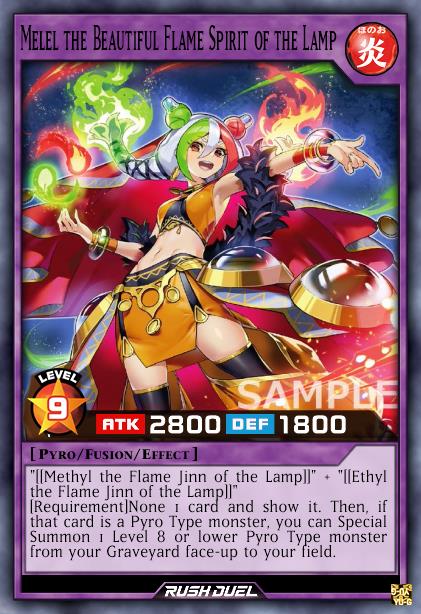 Melel the Beautiful Flame Spirit of the Lamp
ほのお
炎
SAMPLE
LEVEL
9
ATK 2800 DEF 1800
[ Pyro/Fusion/Effect ]
"[[Methyl the Flame Jinn of the Lamp]]" + "[[Ethyl
the Flame Jinn of the Lamp]]"
[Requirement]None 1 card and show it. Then, if
that card is a Pyro Type monster, you can Special
Summon 1 Level 8 or lower Pyro Type monster
from your Graveyard face-up to your field.
RUSH DUEL